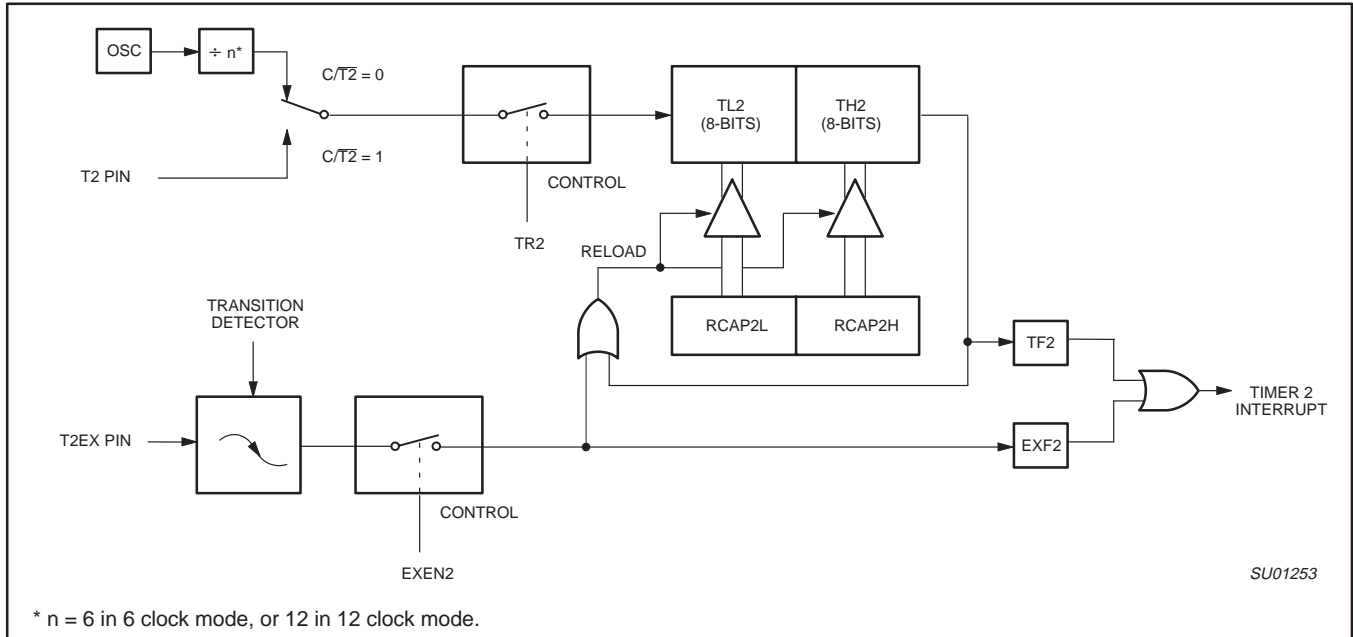 OSC
÷ n*
C/T̅2̅ = 0
TL2
(8-BITS)
TH2
(8-BITS)
C/T̅2̅ = 1
T2 PIN
CONTROL
TR2
RELOAD
TRANSITION
DETECTOR
RCAP2L
RCAP2H
TF2
TIMER 2
INTERRUPT
T2EX PIN
EXF2
CONTROL
EXEN2
SU01253
* n = 6 in 6 clock mode, or 12 in 12 clock mode.